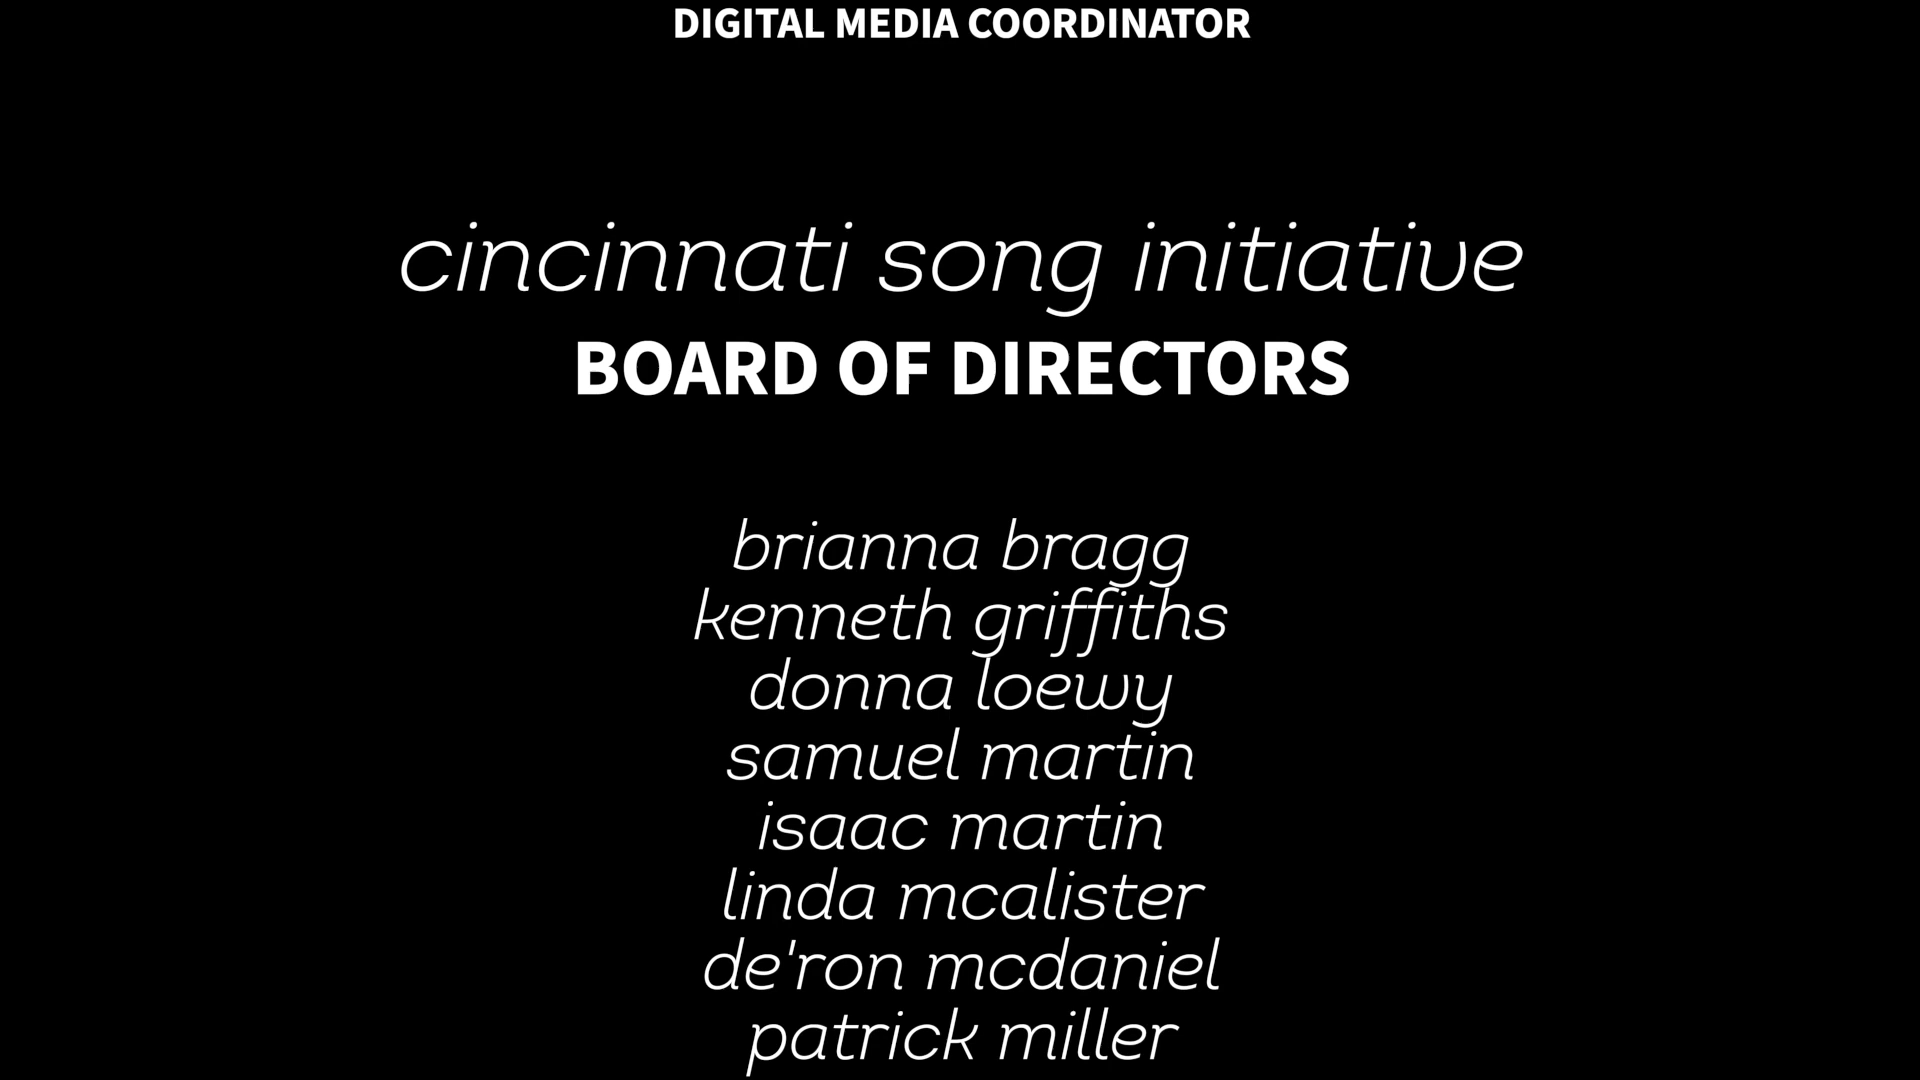 DIGITAL MEDIA COORDINATOR
cincinnati song initiative
BOARD OF DIRECTORS
brianna bragg
kenneth griffiths
donna loewy
samuel martin
isaac martin
linda mcalister
de'ron mcdaniel
patrick miller